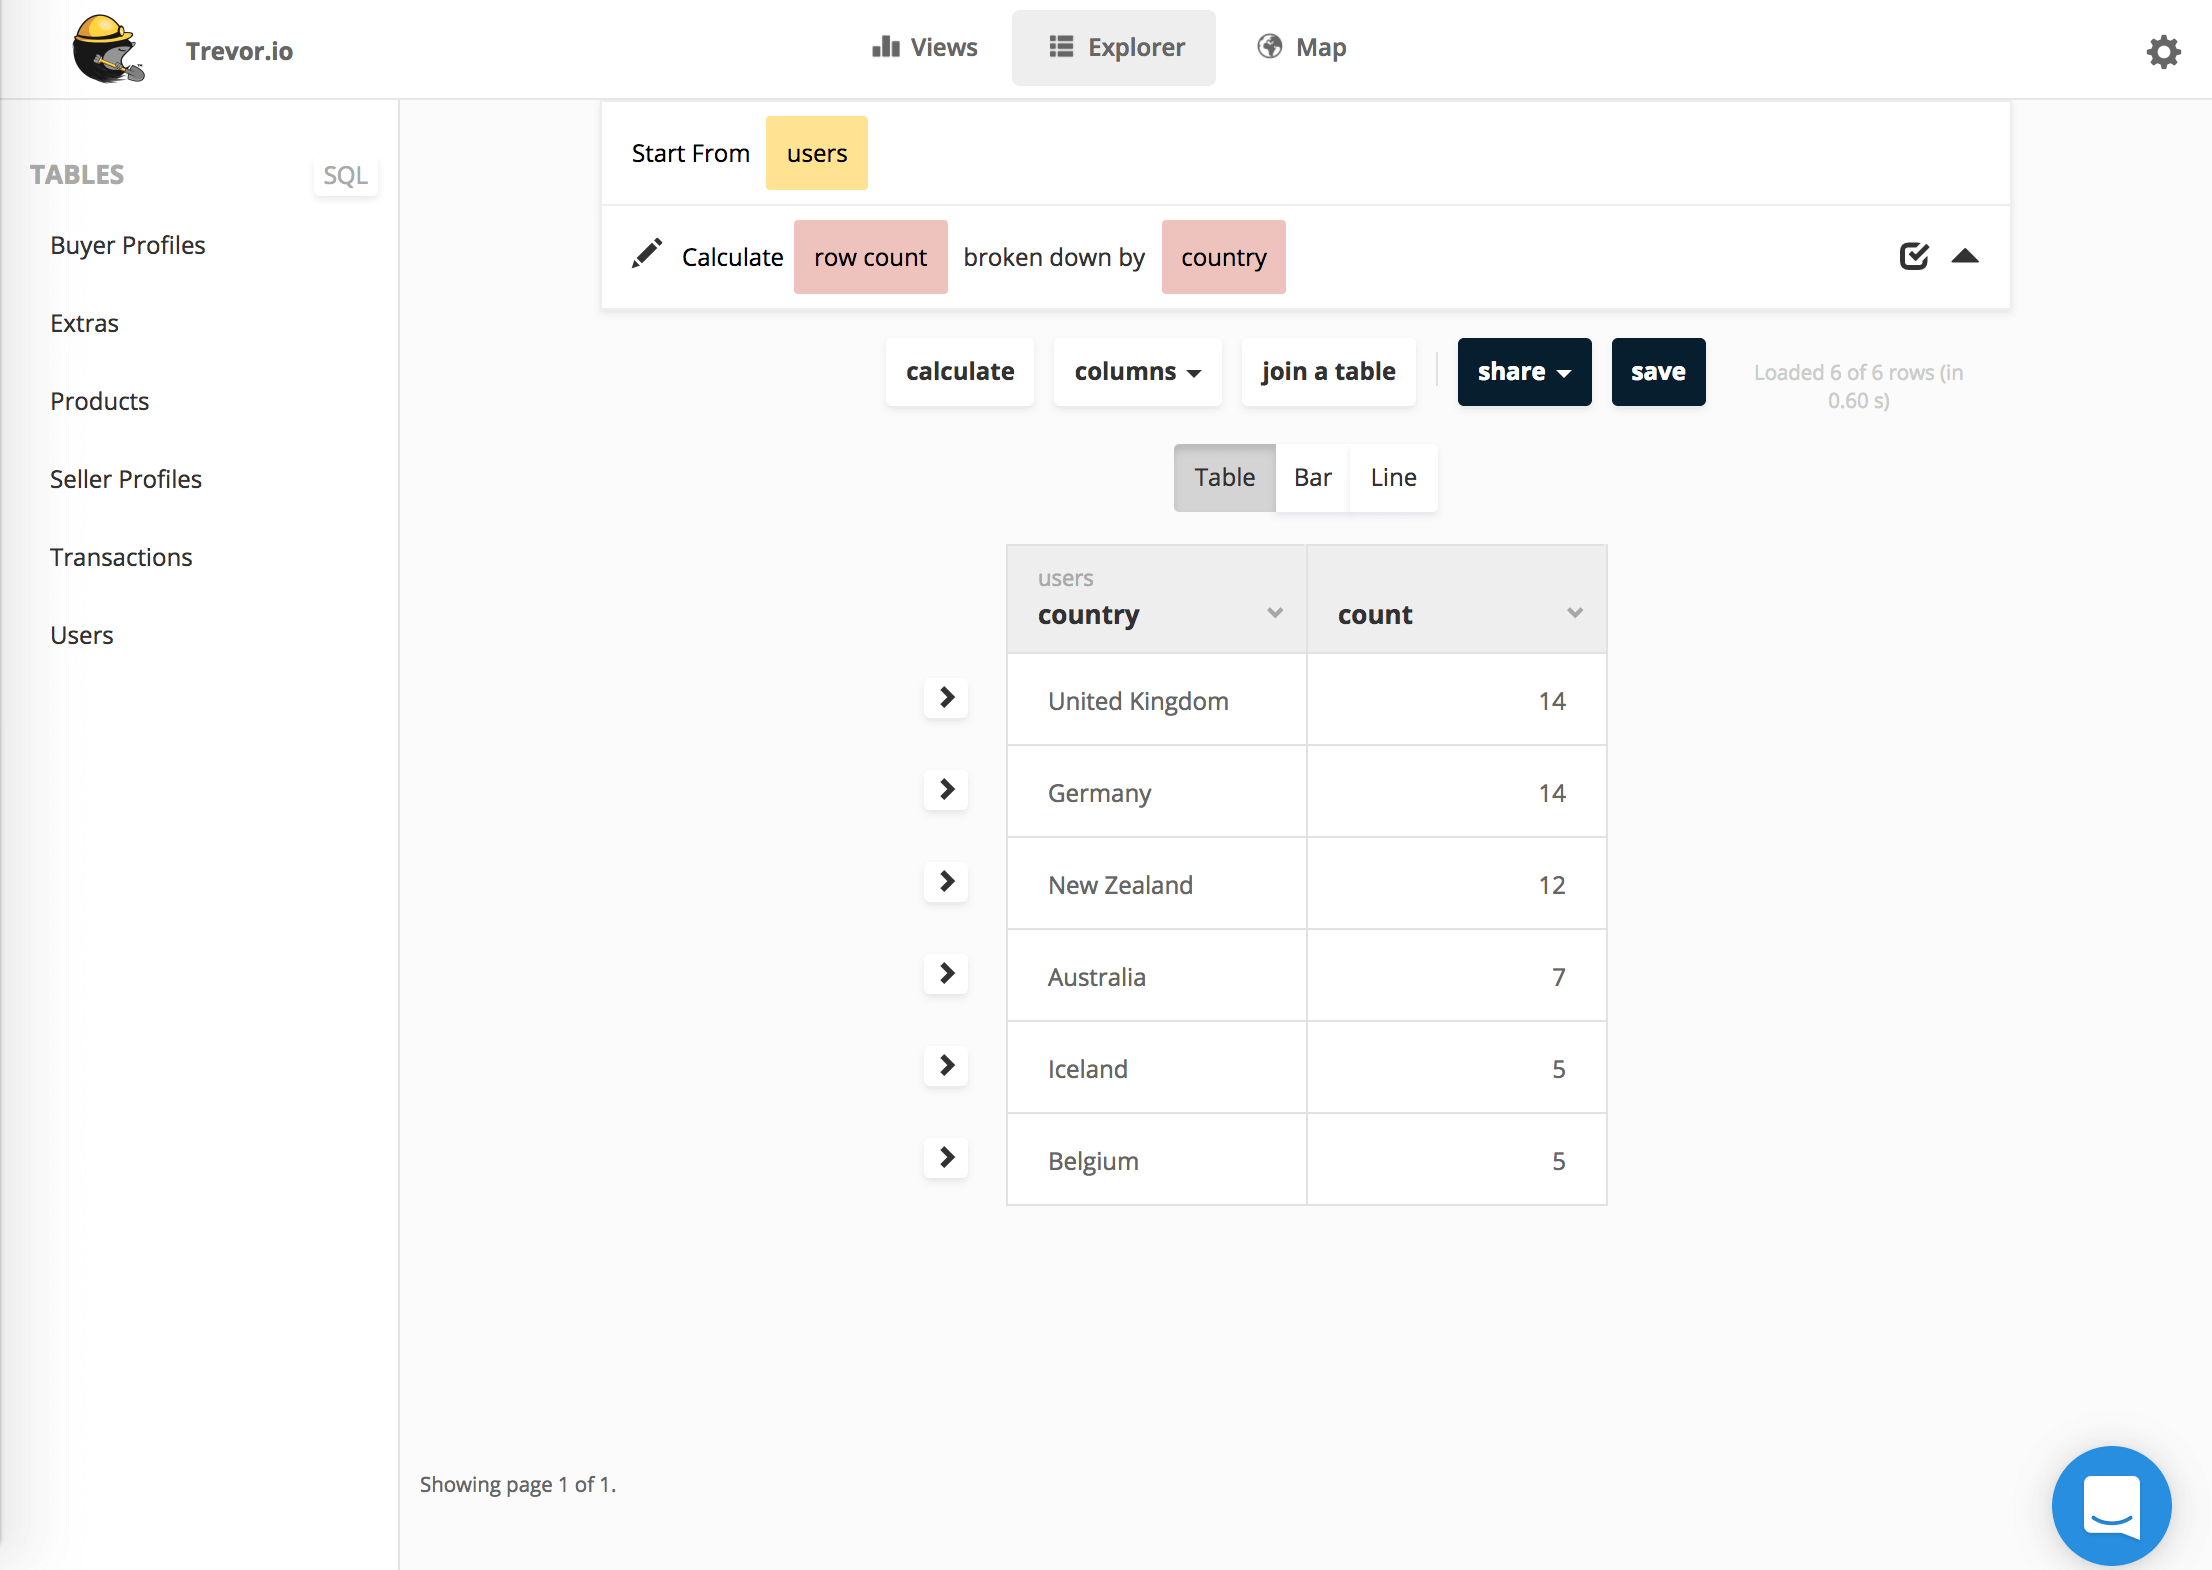 Trevor.io
Views
Explorer
Map
TABLES
SQL
Buyer Profiles
Extras
Products
Seller Profiles
Transactions
Users
Start From users
Calculate row count broken down by country
calculate
columns
join a table
share
save
Loaded 6 of 6 rows (in
0.60 s)
Table
Bar
Line
users
country
count
United Kingdom 14
Germany 14
New Zealand 12
Australia 7
Iceland 5
Belgium 5
Showing page 1 of 1.